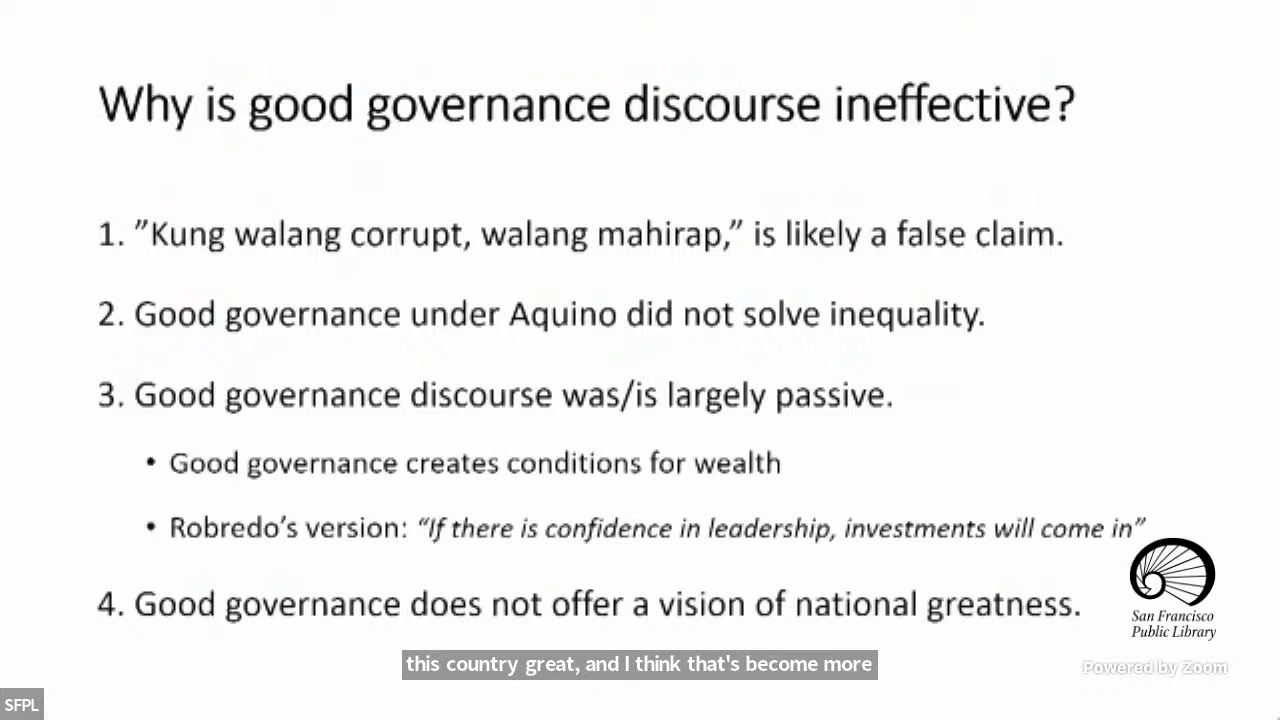 Why is good governance discourse ineffective?
1. ”Kung walang corrupt, walang mahirap,” is likely a false claim.
2. Good governance under Aquino did not solve inequality.
3. Good governance discourse was/is largely passive.
• Good governance creates conditions for wealth
• Robredo’s version: “If there is confidence in leadership, investments will come in”
4. Good governance does not offer a vision of national greatness.
San Francisco
Public Library
this country great, and I think that's become more
Powered by Zoom
SFPL